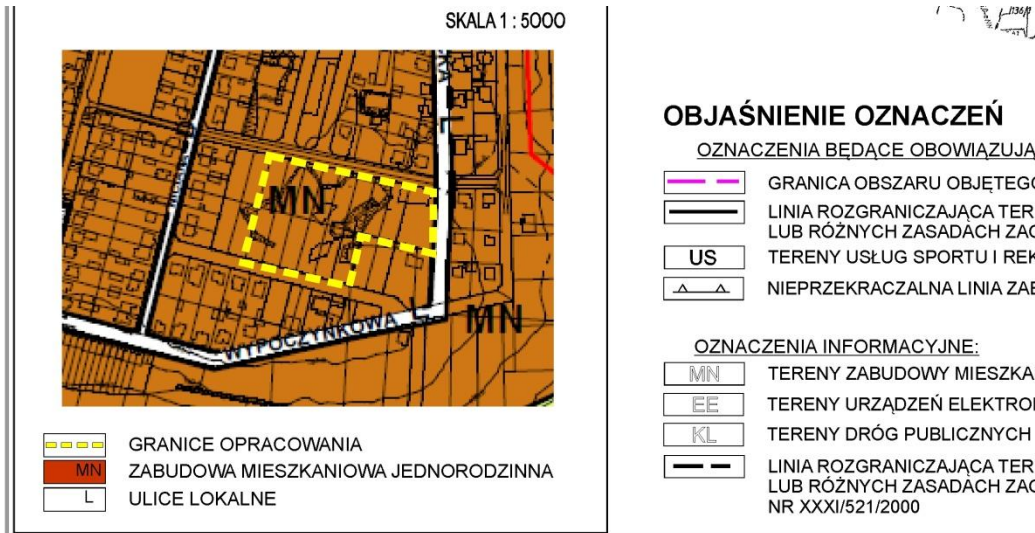 SKALA 1 : 5000
MN
L
MN
WYPOCZYNKOWA L
GRANICE OPRACOWANIA
MN ZABUDOWA MIESZKANIOWA JEDNORODZINNA
L ULICE LOKALNE
OBJAŚNIENIE OZNACZEŃ
OZNACZENIA BĘDĄCE OBOWIĄZUJĄ
GRANICA OBSZARU OBJĘTEGO
LINIA ROZGRANICZAJĄCA TER
LUB RÓŻNYCH ZASADACH ZAG
US TERENY USŁUG SPORTU I REK
NIEPRZEKRACZALNA LINIA ZAB
OZNACZENIA INFORMACYJNE:
MN TERENY ZABUDOWY MIESZKA
EE TERENY URZĄDZEŃ ELEKTROE
KL TERENY DRÓG PUBLICZNYCH
LINIA ROZGRANICZAJĄCA TER
LUB RÓŻNYCH ZASADACH ZAG
NR XXXI/521/2000